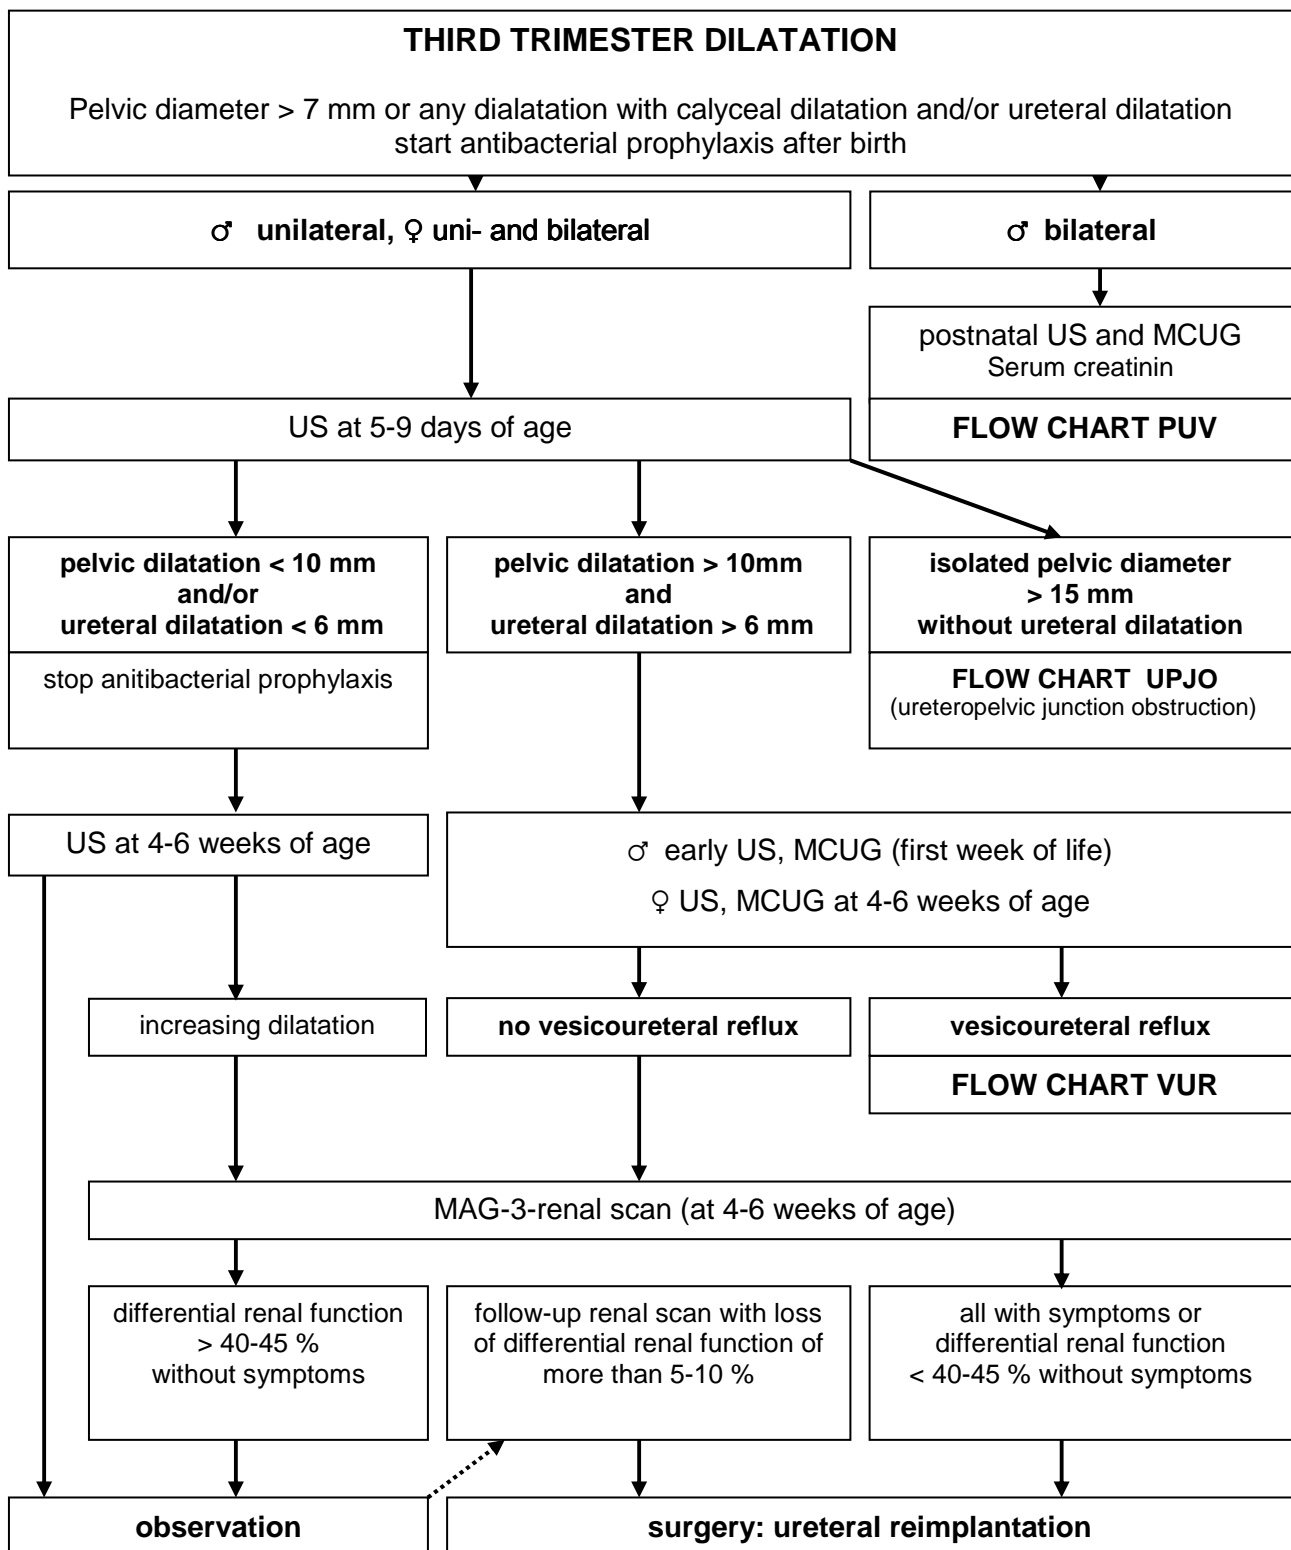 THIRD TRIMESTER DILATATION
Pelvic diameter > 7 mm or any dialatation with calyceal dilatation and/or ureteral dilatation
start antibacterial prophylaxis after birth
♂ unilateral, ♀ uni- and bilateral
♂ bilateral
postnatal US and MCUG
Serum creatinin
FLOW CHART PUV
US at 5-9 days of age
pelvic dilatation < 10 mm
and/or
ureteral dilatation < 6 mm
stop anitibacterial prophylaxis
pelvic dilatation > 10mm
and
ureteral dilatation > 6 mm
isolated pelvic diameter
> 15 mm
without ureteral dilatation
FLOW CHART UPJO
(ureteropelvic junction obstruction)
US at 4-6 weeks of age
♂ early US, MCUG (first week of life)
♀ US, MCUG at 4-6 weeks of age
increasing dilatation
no vesicoureteral reflux
vesicoureteral reflux
FLOW CHART VUR
MAG-3-renal scan (at 4-6 weeks of age)
differential renal function
> 40-45 %
without symptoms
follow-up renal scan with loss
of differential renal function of
more than 5-10 %
all with symptoms or
differential renal function
< 40-45 % without symptoms
observation
surgery: ureteral reimplantation